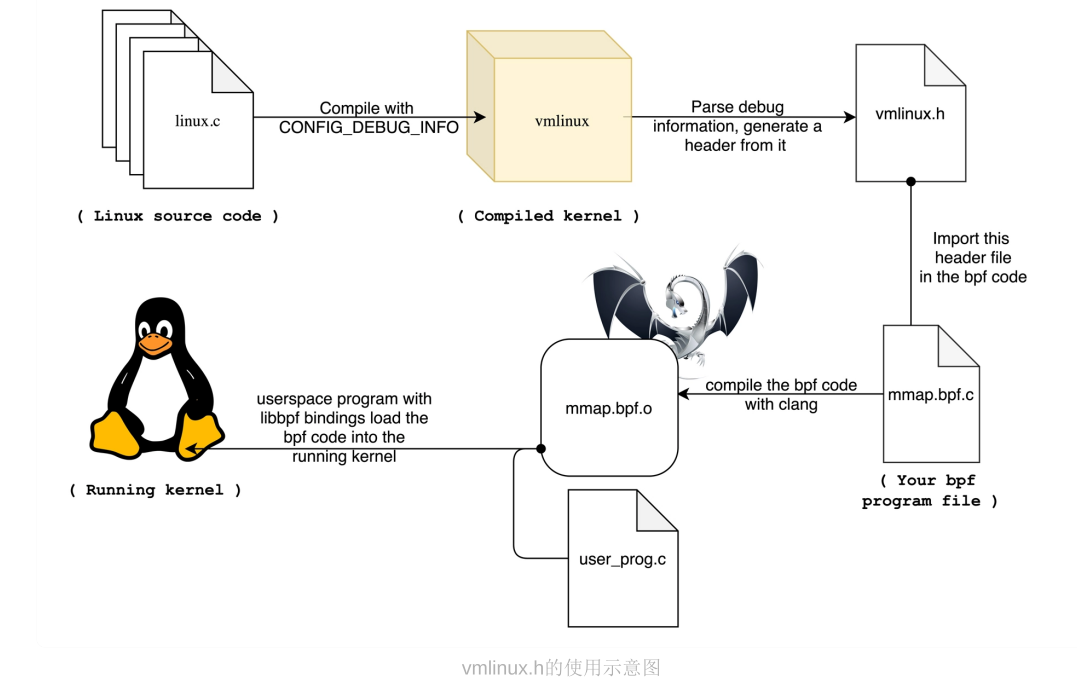 linux.c
Compile with
CONFIG_DEBUG_INFO
vmlinux
Parse debug
information, generate a
header from it
vmlinux.h
( Linux source code )
( Compiled kernel )
Import this
header file
in the bpf code
userspace program with
libbpf bindings load the
bpf code into the
running kernel
mmap.bpf.o
compile the bpf code
with clang
mmap.bpf.c
( Running kernel )
( Your bpf
program file )
user_prog.c
vmlinux.h的使用示意图